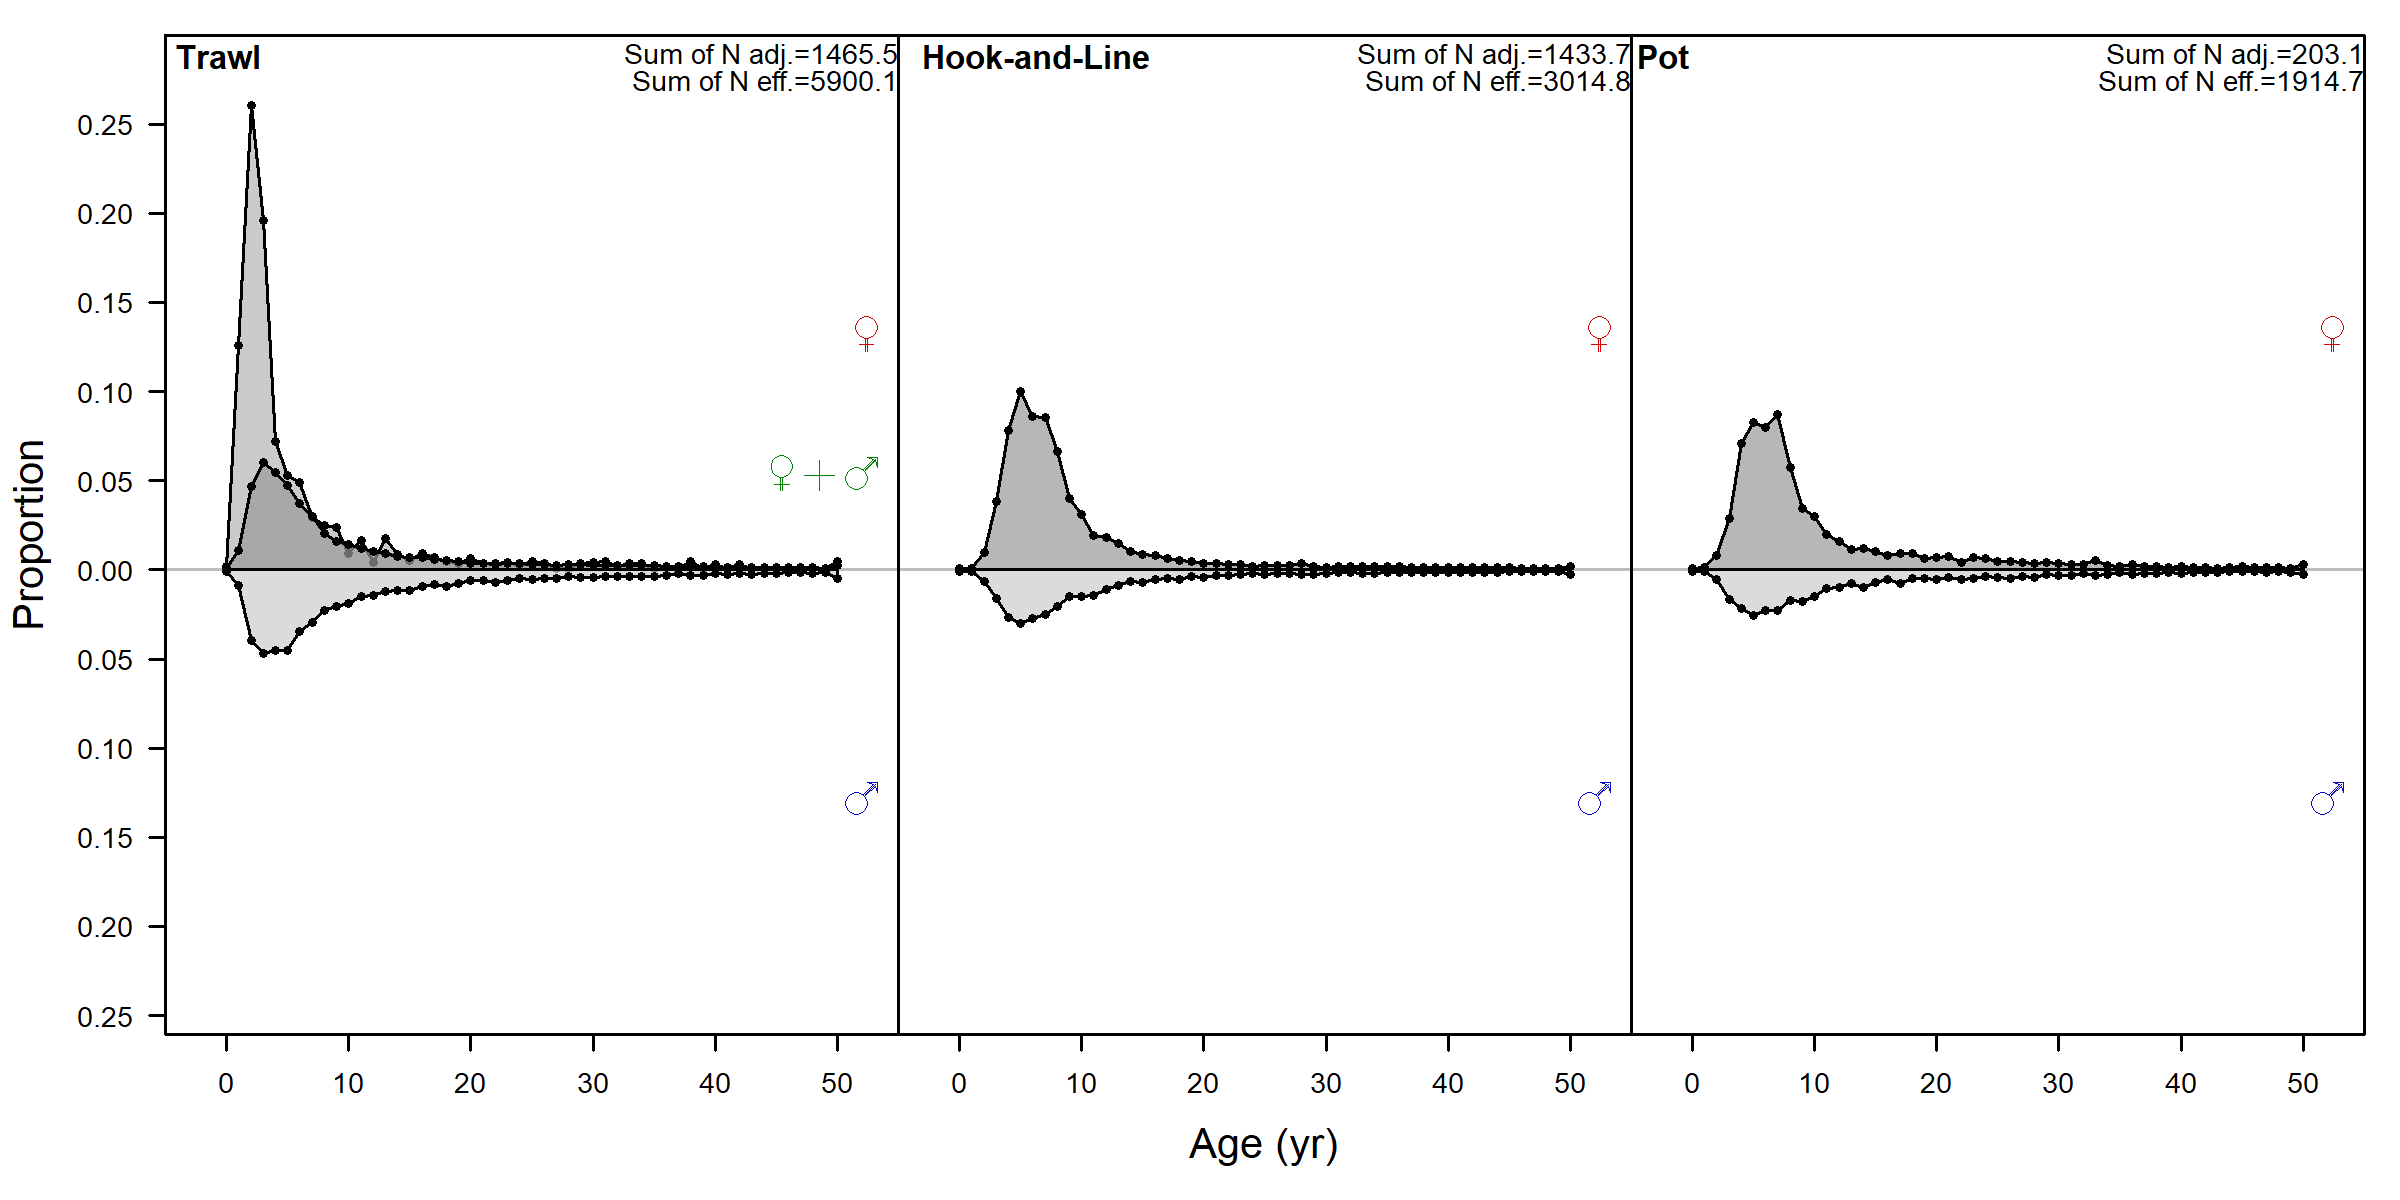 Trawl
Sum of N adj.=1465.5
Sum of N eff.=5900.1
Hook-and-Line
Sum of N adj.=1433.7
Sum of N eff.=3014.8
Pot
Sum of N adj.=203.1
Sum of N eff.=1914.7
Proportion
0.25
0.20
0.15
0.10
0.05
0.00
0.05
0.10
0.15
0.20
0.25
♀
♀ + ♂
♂
♀
♂
♀
♂
0 10 20 30 40 50
0 10 20 30 40 50
0 10 20 30 40 50
Age (yr)